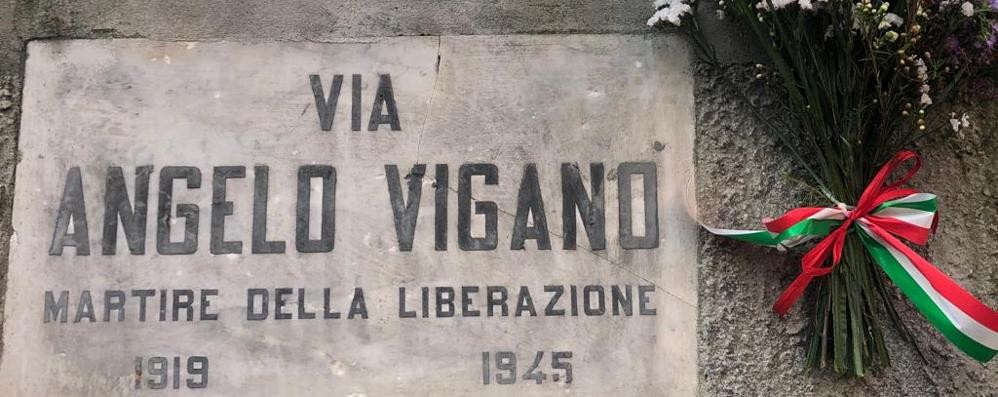 VIA
ANGELO VIGANO'
MARTIRE DELLA LIBERAZIONE
1919 1945